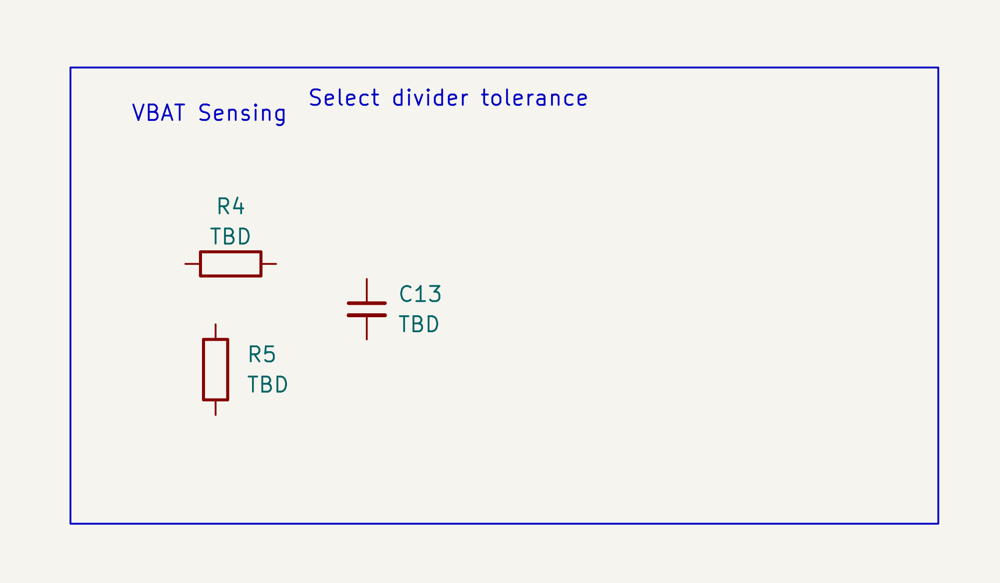 VBAT Sensing
Select divider tolerance
R4
TBD
C13
TBD
R5
TBD